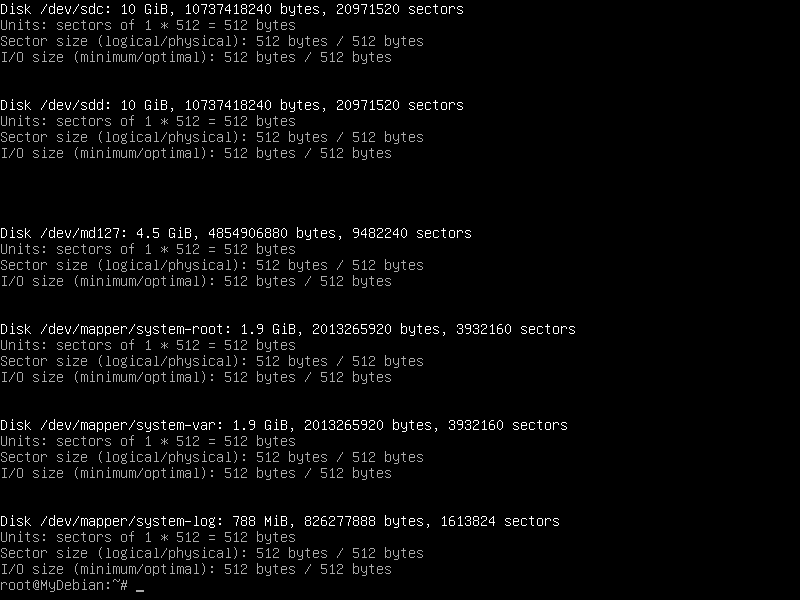 Disk /dev/sdc: 10 GiB, 10737418240 bytes, 20971520 sectors
Units: sectors of 1 * 512 = 512 bytes
Sector size (logical/physical): 512 bytes / 512 bytes
I/O size (minimum/optimal): 512 bytes / 512 bytes
Disk /dev/sdd: 10 GiB, 10737418240 bytes, 20971520 sectors
Units: sectors of 1 * 512 = 512 bytes
Sector size (logical/physical): 512 bytes / 512 bytes
I/O size (minimum/optimal): 512 bytes / 512 bytes
Disk /dev/md127: 4.5 GiB, 4854906880 bytes, 9482240 sectors
Units: sectors of 1 * 512 = 512 bytes
Sector size (logical/physical): 512 bytes / 512 bytes
I/O size (minimum/optimal): 512 bytes / 512 bytes
Disk /dev/mapper/system-root: 1.9 GiB, 2013265920 bytes, 3932160 sectors
Units: sectors of 1 * 512 = 512 bytes
Sector size (logical/physical): 512 bytes / 512 bytes
I/O size (minimum/optimal): 512 bytes / 512 bytes
Disk /dev/mapper/system-var: 1.9 GiB, 2013265920 bytes, 3932160 sectors
Units: sectors of 1 * 512 = 512 bytes
Sector size (logical/physical): 512 bytes / 512 bytes
I/O size (minimum/optimal): 512 bytes / 512 bytes
Disk /dev/mapper/system-log: 788 MiB, 826277888 bytes, 1613824 sectors
Units: sectors of 1 * 512 = 512 bytes
Sector size (logical/physical): 512 bytes / 512 bytes
I/O size (minimum/optimal): 512 bytes / 512 bytes
root@MyDebian:~# _